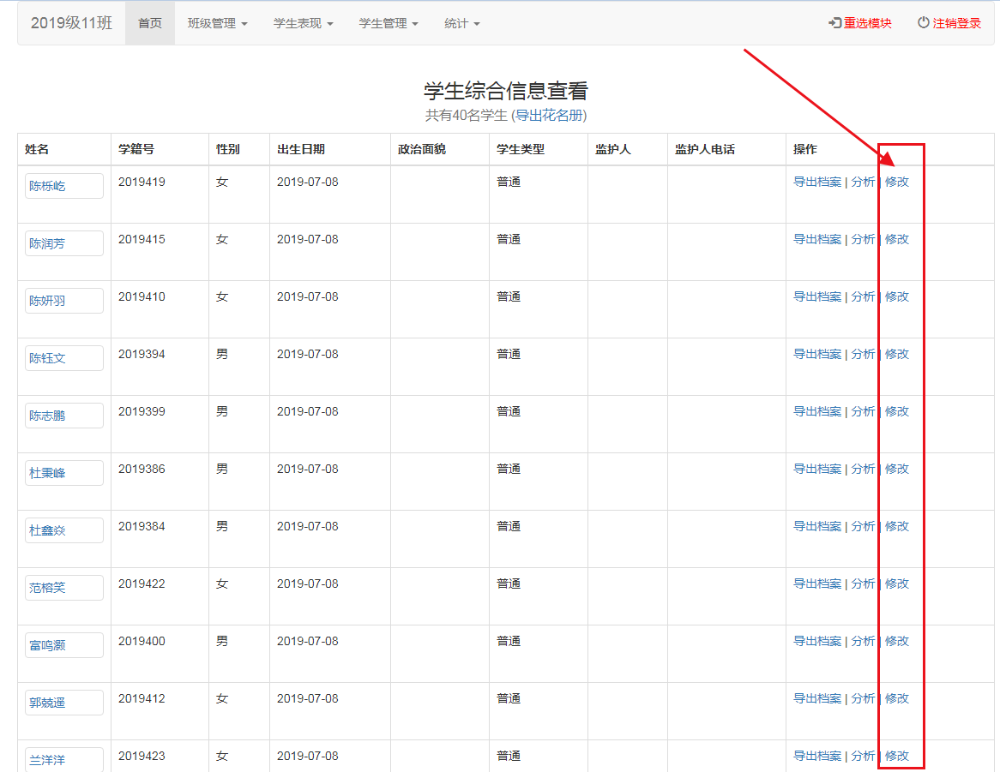 2019级11班 首页 班级管理 学生表现 学生管理 统计 重选模块 注销登录
学生综合信息查看
共有40名学生 (导出花名册)
姓名 学籍号 性别 出生日期 政治面貌 学生类型 监护人 监护人电话 操作
陈栎屹 2019419 女 2019-07-08 普通 导出档案 | 分析 | 修改
陈润芳 2019415 女 2019-07-08 普通 导出档案 | 分析 | 修改
陈妍羽 2019410 女 2019-07-08 普通 导出档案 | 分析 | 修改
陈钰文 2019394 男 2019-07-08 普通 导出档案 | 分析 | 修改
陈志鹏 2019399 男 2019-07-08 普通 导出档案 | 分析 | 修改
杜秉峰 2019386 男 2019-07-08 普通 导出档案 | 分析 | 修改
杜鑫焱 2019384 男 2019-07-08 普通 导出档案 | 分析 | 修改
范榕笑 2019422 女 2019-07-08 普通 导出档案 | 分析 | 修改
富鸣灏 2019400 男 2019-07-08 普通 导出档案 | 分析 | 修改
郭兢遥 2019412 女 2019-07-08 普通 导出档案 | 分析 | 修改
兰洋洋 2019423 女 2019-07-08 普通 导出档案 | 分析 | 修改